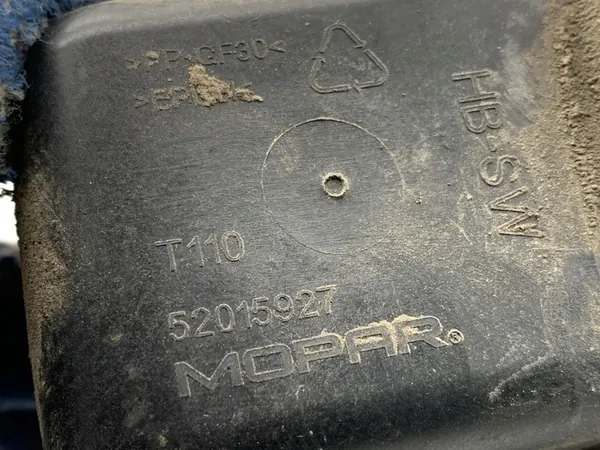 >PP-GF30<
HB-SW
T110
52015927
MOPAR®